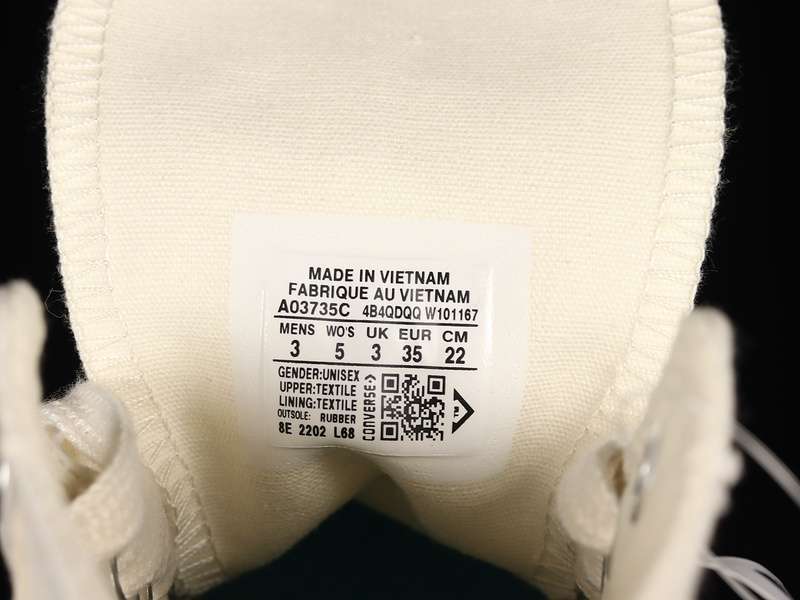 MADE IN VIETNAM
FABRIQUE AU VIETNAM
A03735C 4B4QDQQ W101167
MENS WO'S UK EUR CM
3 5 3 35 22
GENDER:UNISEX
UPPER:TEXTILE
LINING:TEXTILE
OUTSOLE: RUBBER
8E 2202 L68
CONVERSE